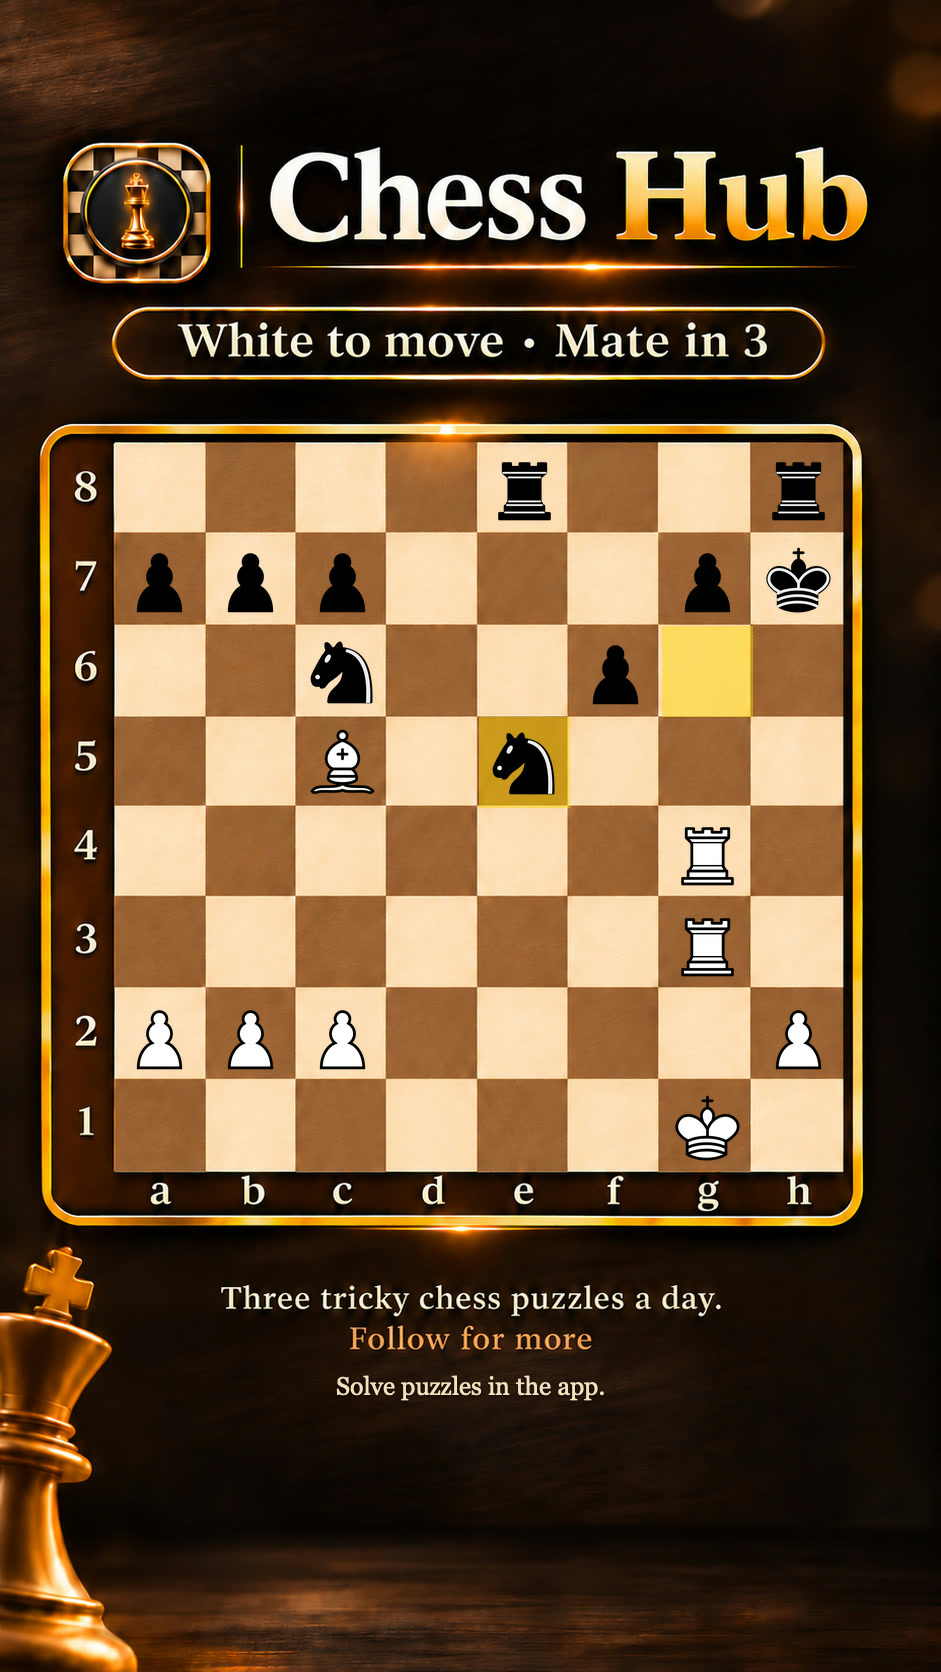 Chess Hub
White to move • Mate in 3
8
7
6
5
4
3
2
1
a b c d e f g h
Three tricky chess puzzles a day.
Follow for more
Solve puzzles in the app.